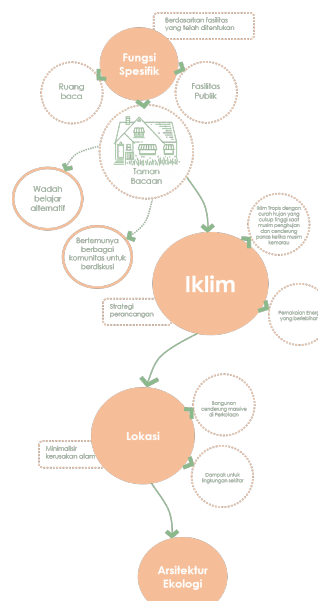 Berdasarkan fasilitas
yang telah ditentukan
Fungsi
Spesifik
Ruang
baca
Fasilitas
Publik
Taman
Bacaan
Wadah
belajar
alternatif
Bertemunya
berbagai
komunitas untuk
berdiskusi
Iklim Tropis dengan
curah hujan yang
cukup tinggi saat
musim penghujan
dan cenderung
panas ketika musim
kemarau
Iklim
Pemakaian Energi
yang berlebihan
Strategi
perancangan
Bangunan
cenderung massive
di Perkotaan
Lokasi
Minimalisir
kerusakan alam
Dampak untuk
lingkungan sekitar
Arsitektur
Ekologi